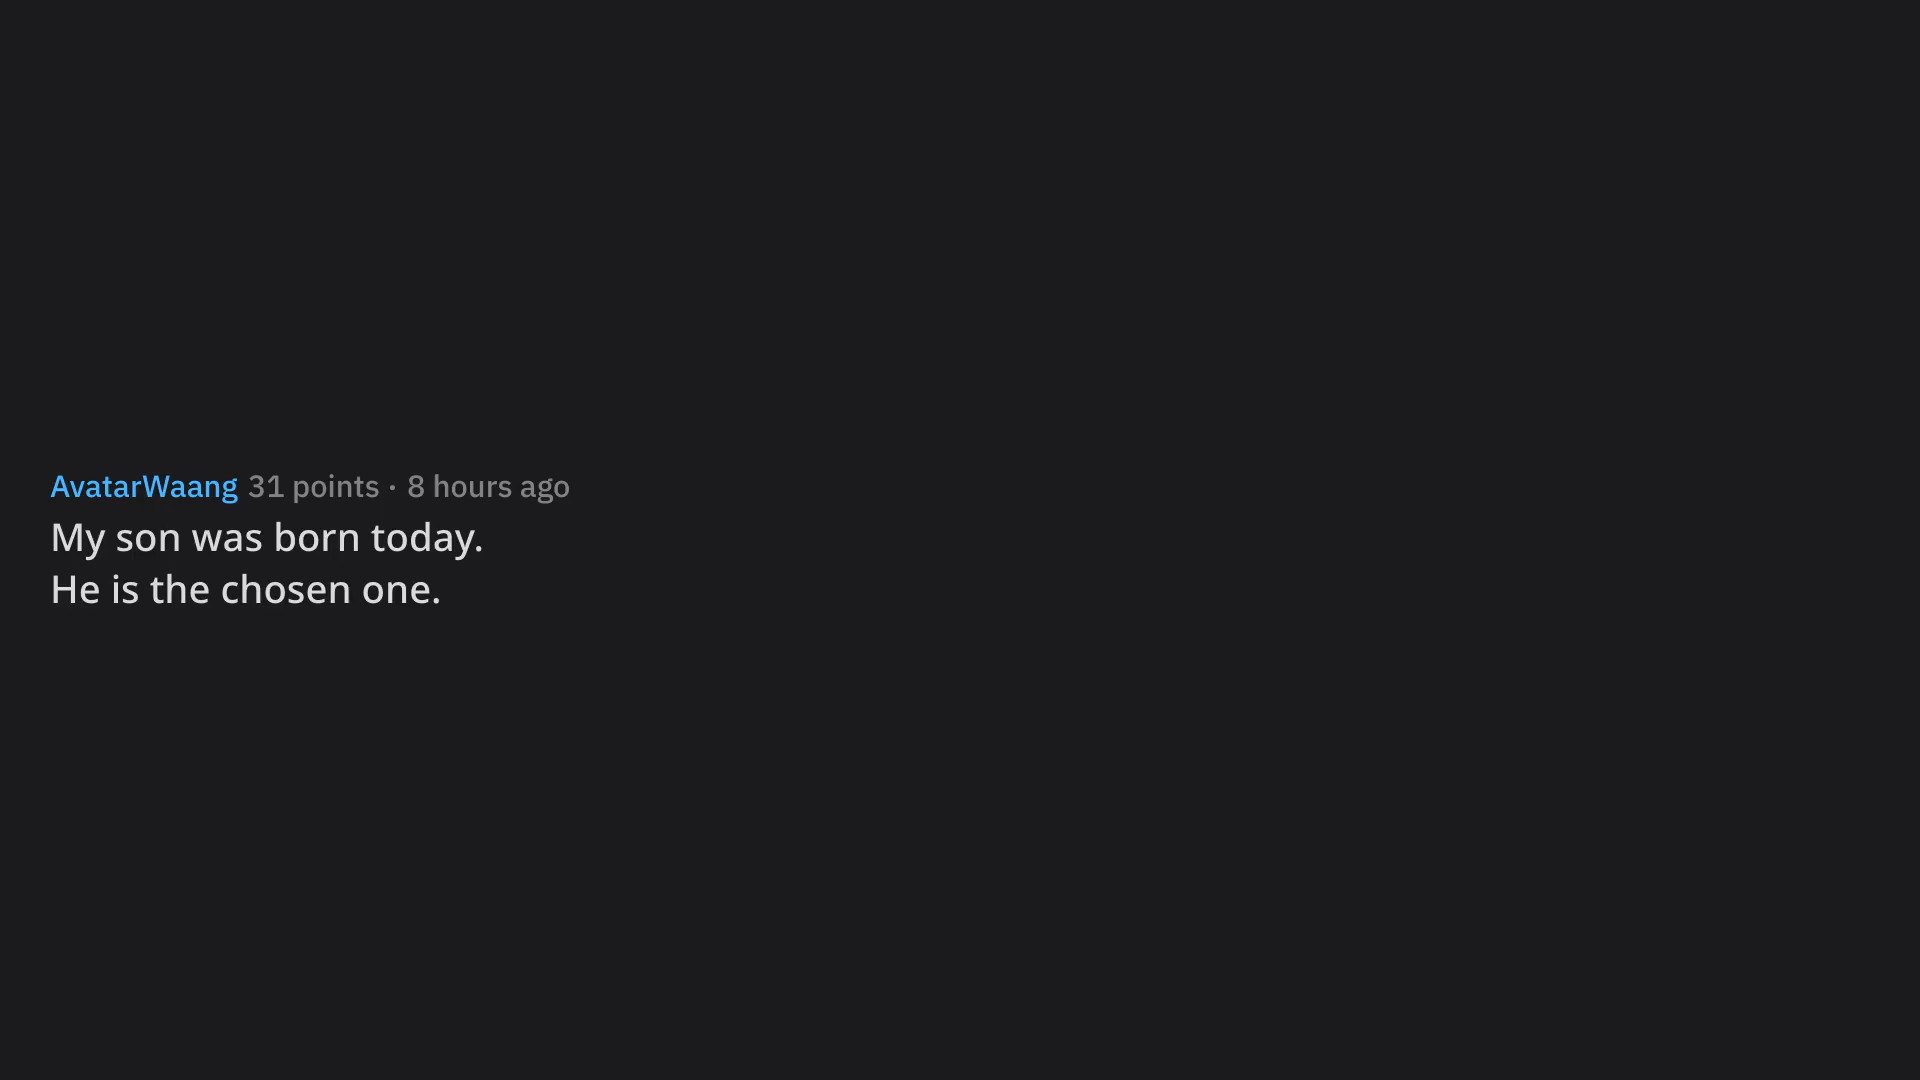 AvatarWaang 31 points · 8 hours ago
My son was born today.
He is the chosen one.